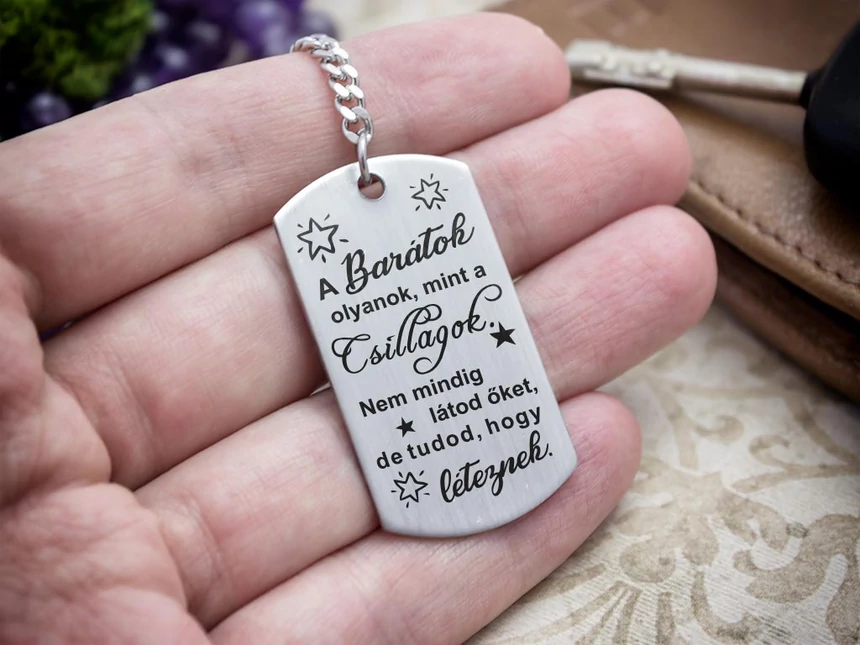 A Barátok
olyanok, mint a
Csillagok.
Nem mindig
látod őket,
de tudod, hogy
léteznek.